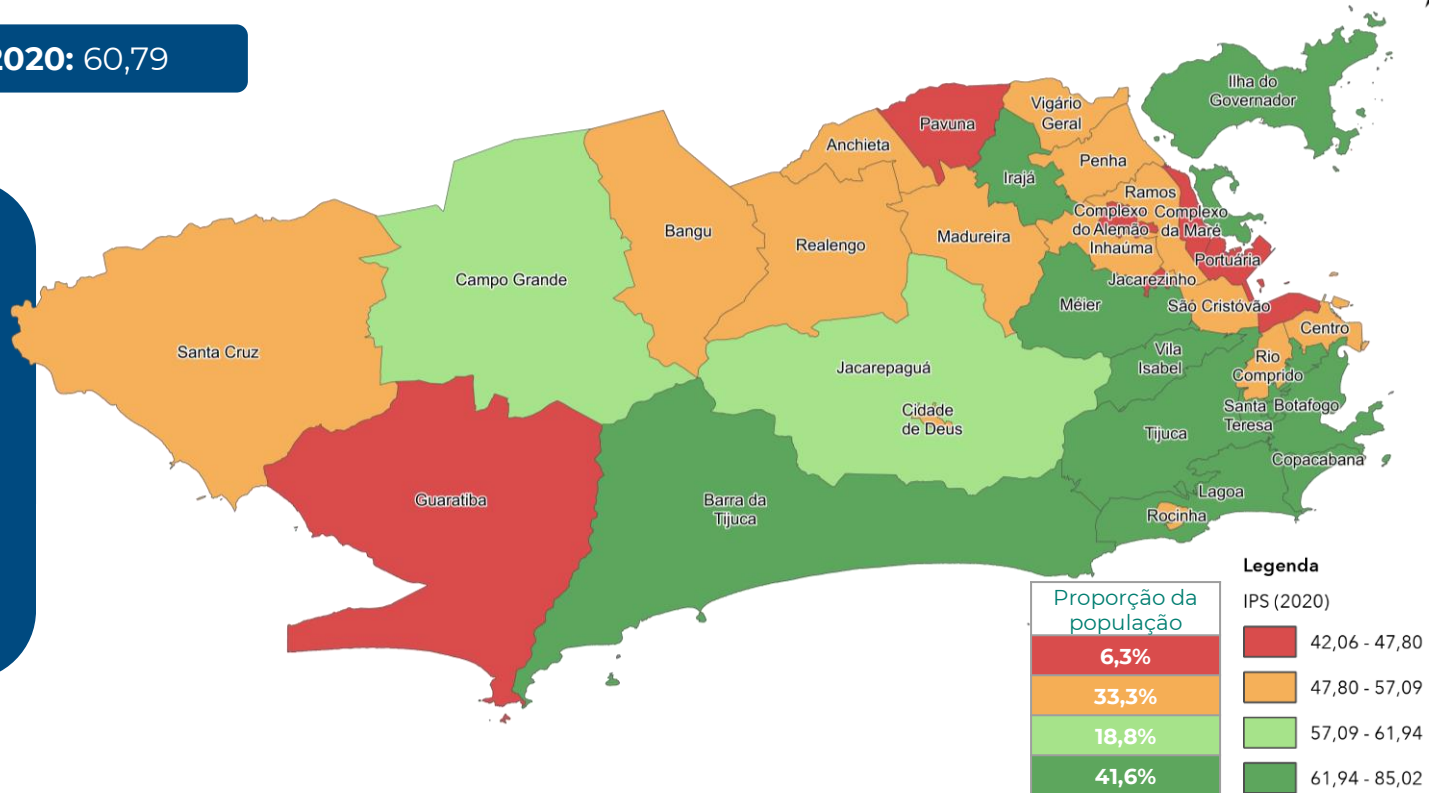 2020: 60,79
Ilha do
Governador
Vigário
Geral
Pavuna
Anchieta
Penha
Irajá
Ramos
Complexo
do Alemão
Complexo
da Maré
Bangu
Realengo
Madureira
Inhaúma
Portuária
Campo Grande
Jacarezinho
Méier
São Cristóvão
Centro
Santa Cruz
Vila
Isabel
Rio
Comprido
Jacarepaguá
Cidade
de Deus
Santa
Teresa
Botafogo
Tijuca
Copacabana
Lagoa
Guaratiba
Barra da
Tijuca
Rocinha
Proporção da
população
6,3%
33,3%
18,8%
41,6%
Legenda
IPS (2020)
42,06 - 47,80
47,80 - 57,09
57,09 - 61,94
61,94 - 85,02